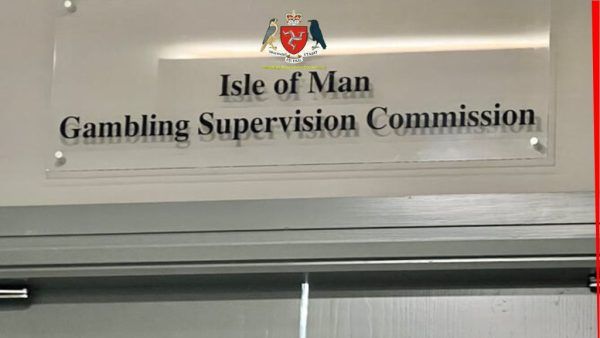 Isle of Man
Gambling Supervision Commission